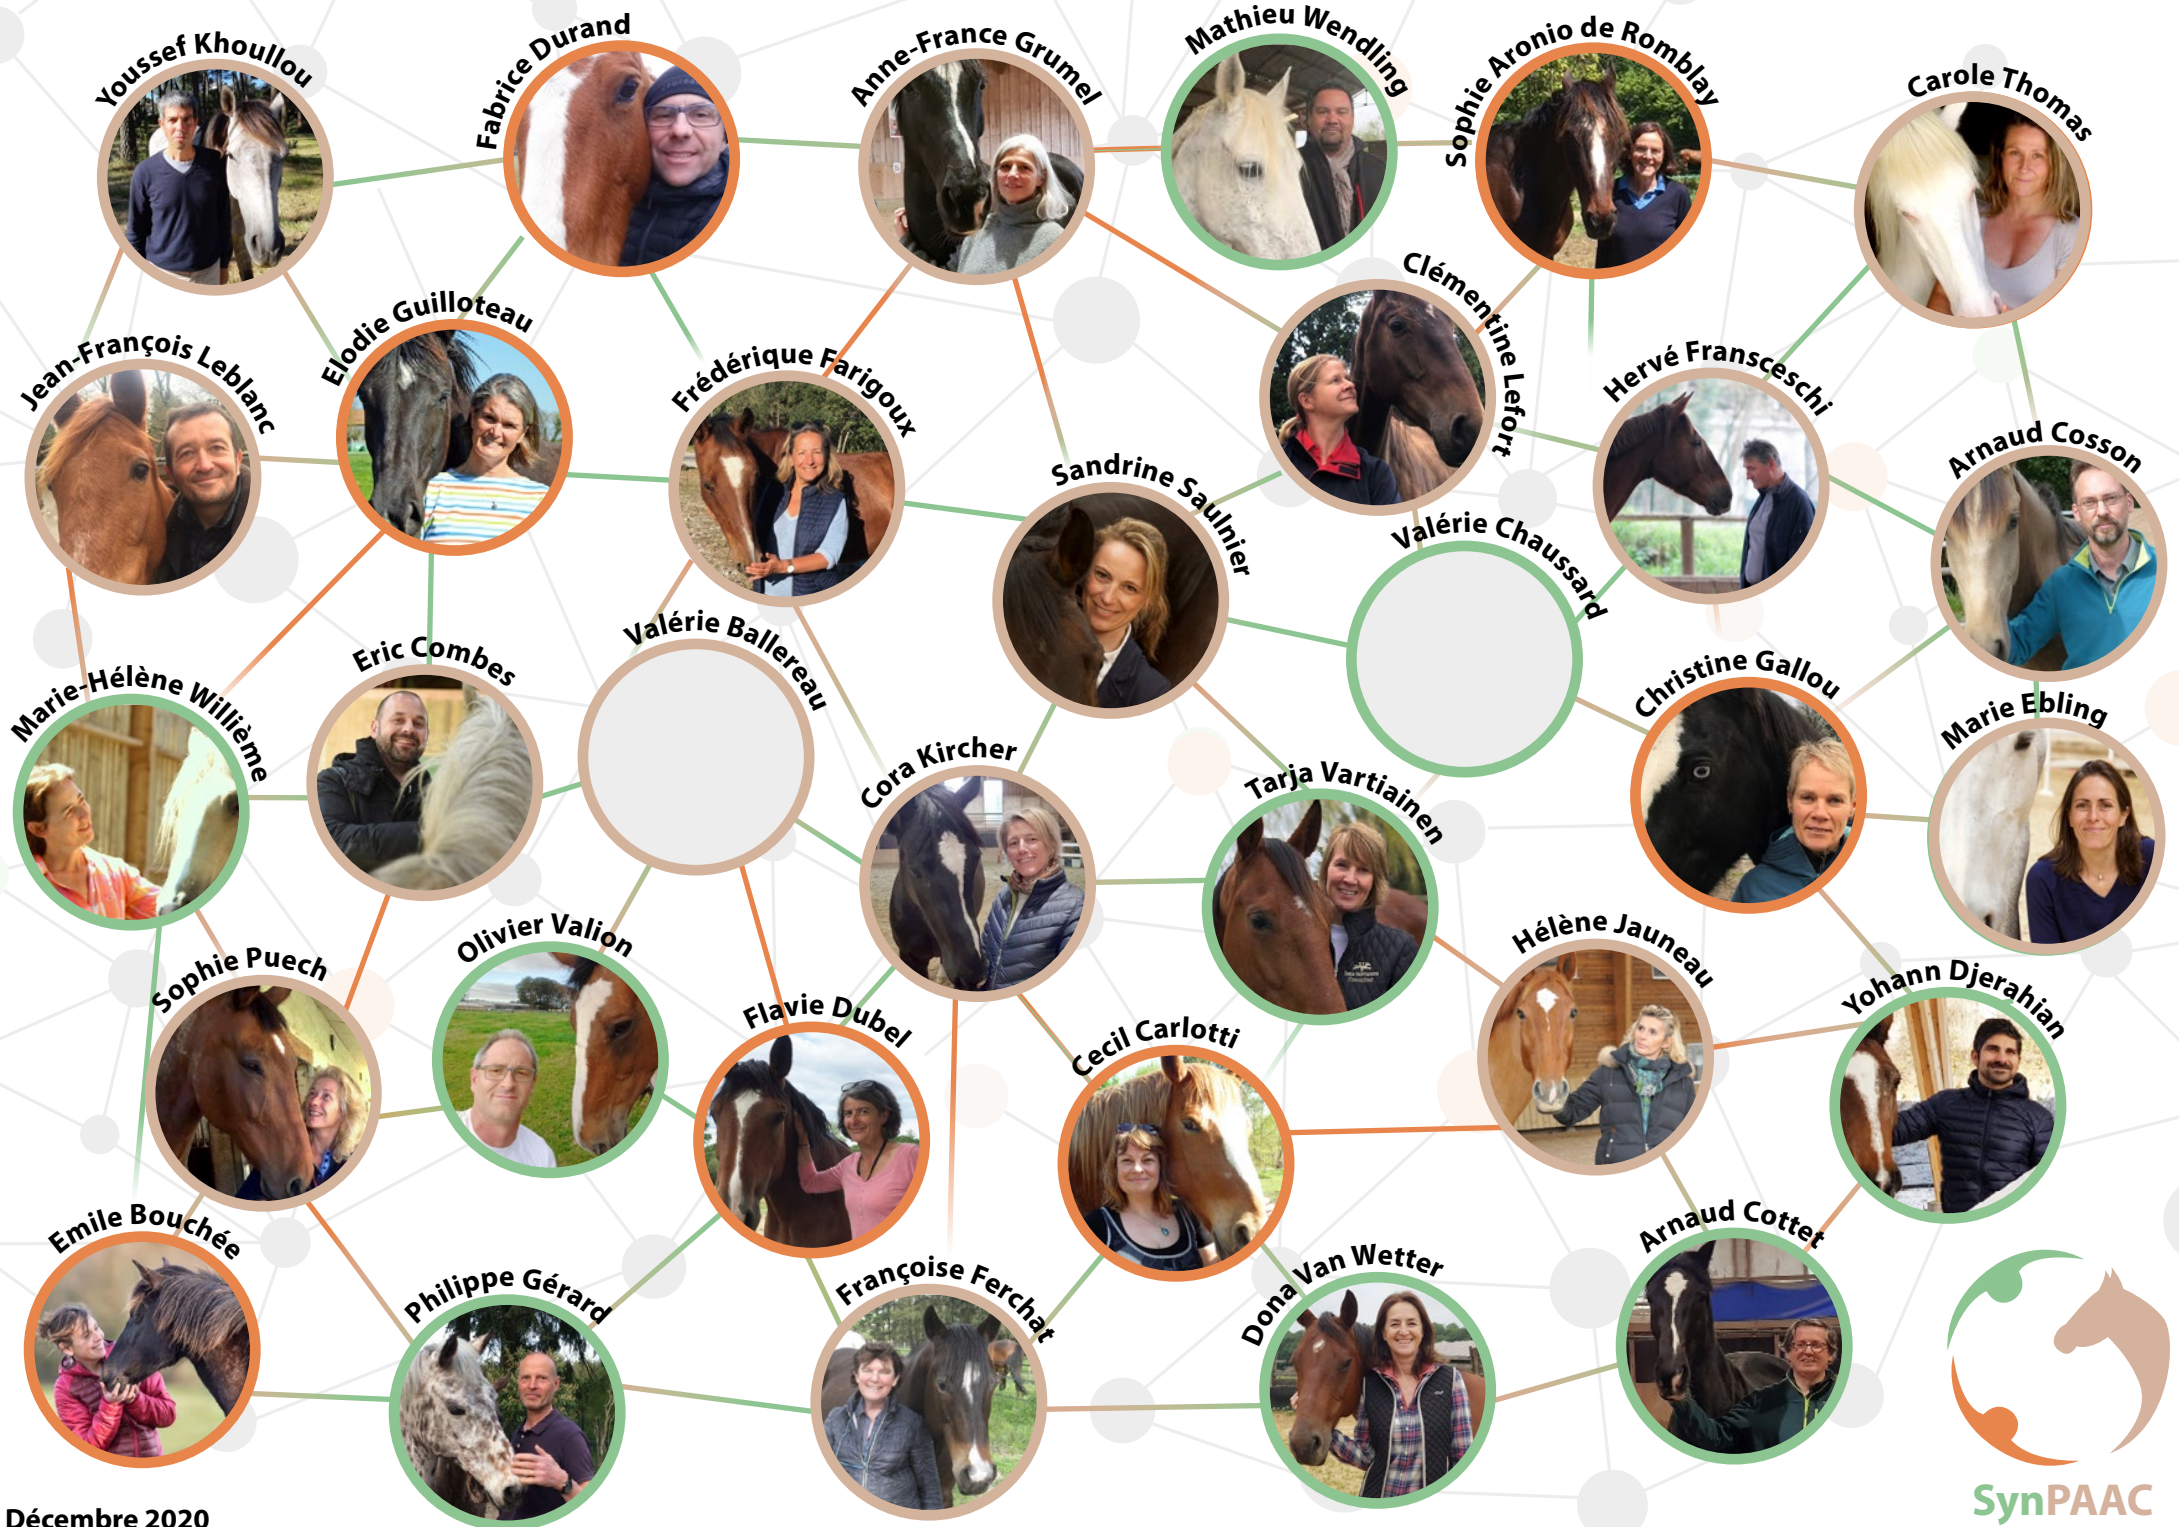 Youssef Khoullou
Fabrice Durand
Anne-France Grumel
Mathieu Wendling
Sophie Aronio de Romblay
Carole Thomas
Jean-François Leblanc
Elodie Guilloteau
Frédérique Farigoux
Clémentine Lefort
Hervé Fransceschi
Arnaud Cosson
Sandrine Saulnier
Valérie Chaussard
Marie-Hélène Willième
Eric Combes
Valérie Ballereau
Cora Kircher
Tarja Vartiainen
Christine Gallou
Marie Ebling
Sophie Puech
Olivier Valion
Flavie Dubel
Cecil Carlotti
Hélène Jauneau
Yohann Djerahian
Emile Bouchée
Philippe Gérard
Françoise Ferchat
Dona Van Wetter
Arnaud Cottet
SynPAAC
Décembre 2020